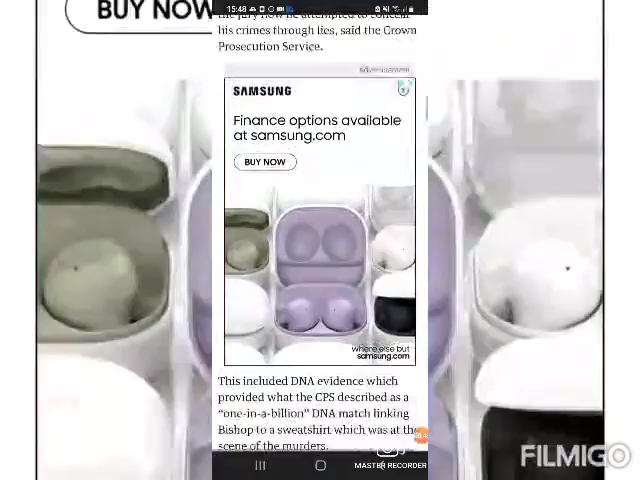 BUY NOW
15:48
the jury how he attempted to conceal
his crimes through lies, said the Crown
Prosecution Service.
Advertisement
SAMSUNG
Finance options available
at samsung.com
BUY NOW
where else but
samsung.com
This included DNA evidence which
provided what the CPS described as a
“one-in-a-billion” DNA match linking
Bishop to a sweatshirt which was at the
scene of the murders.
MASTER RECORDER
FILMIGO